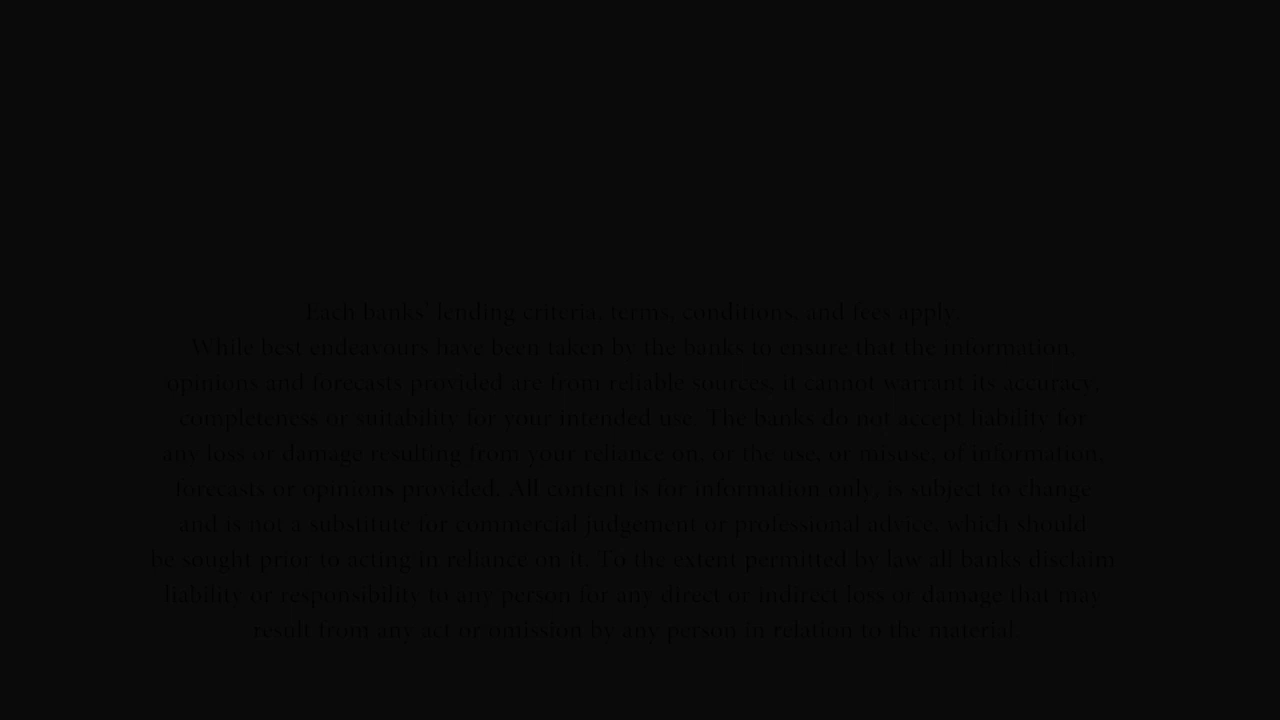 Each banks' lending criteria, terms, conditions, and fees apply.
While best endeavours have been taken by the banks to ensure that the information,
opinions and forecasts provided are from reliable sources, it cannot warrant its accuracy,
completeness or suitability for your intended use. The banks do not accept liability for
any loss or damage resulting from your reliance on, or the use, or misuse, of information,
forecasts or opinions provided. All content is for information only, is subject to change
and is not a substitute for commercial judgement or professional advice, which should
be sought prior to acting in reliance on it. To the extent permitted by law all banks disclaim
liability or responsibility to any person for any direct or indirect loss or damage that may
result from any act or omission by any person in relation to the material.